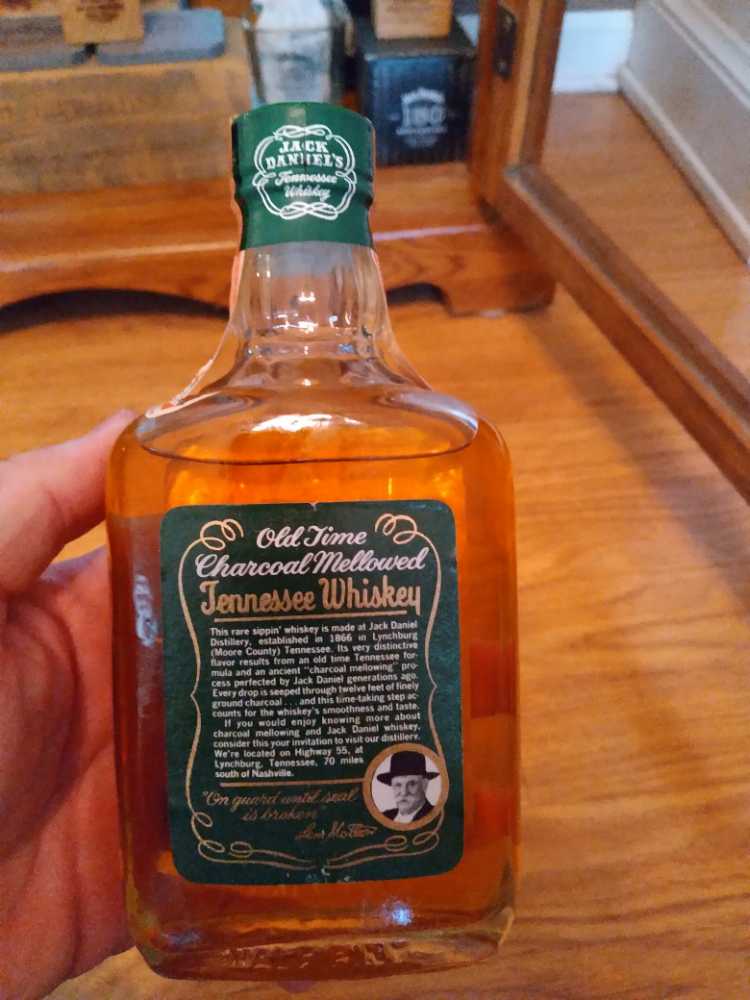 JACK
DANIEL'S
Tennessee
Whiskey
Old Time
Charcoal Mellowed
Tennessee Whiskey
This rare sippin' whiskey is made at Jack Daniel
Distillery, established in 1866 in Lynchburg
(Moore County) Tennessee. Its very distinctive
flavor results from an old time Tennessee for-
mula and an ancient "charcoal mellowing" pro-
cess perfected by Jack Daniel generations ago.
Every drop is seeped through twelve feet of finely
ground charcoal . . . and this time-taking step ac-
counts for the whiskey's smoothness and taste.
If you would enjoy knowing more about
charcoal mellowing and Jack Daniel whiskey,
consider this your invitation to visit our distillery.
We're located on Highway 55, at
Lynchburg, Tennessee, 70 miles
south of Nashville.
"On guard until seal
is broken"